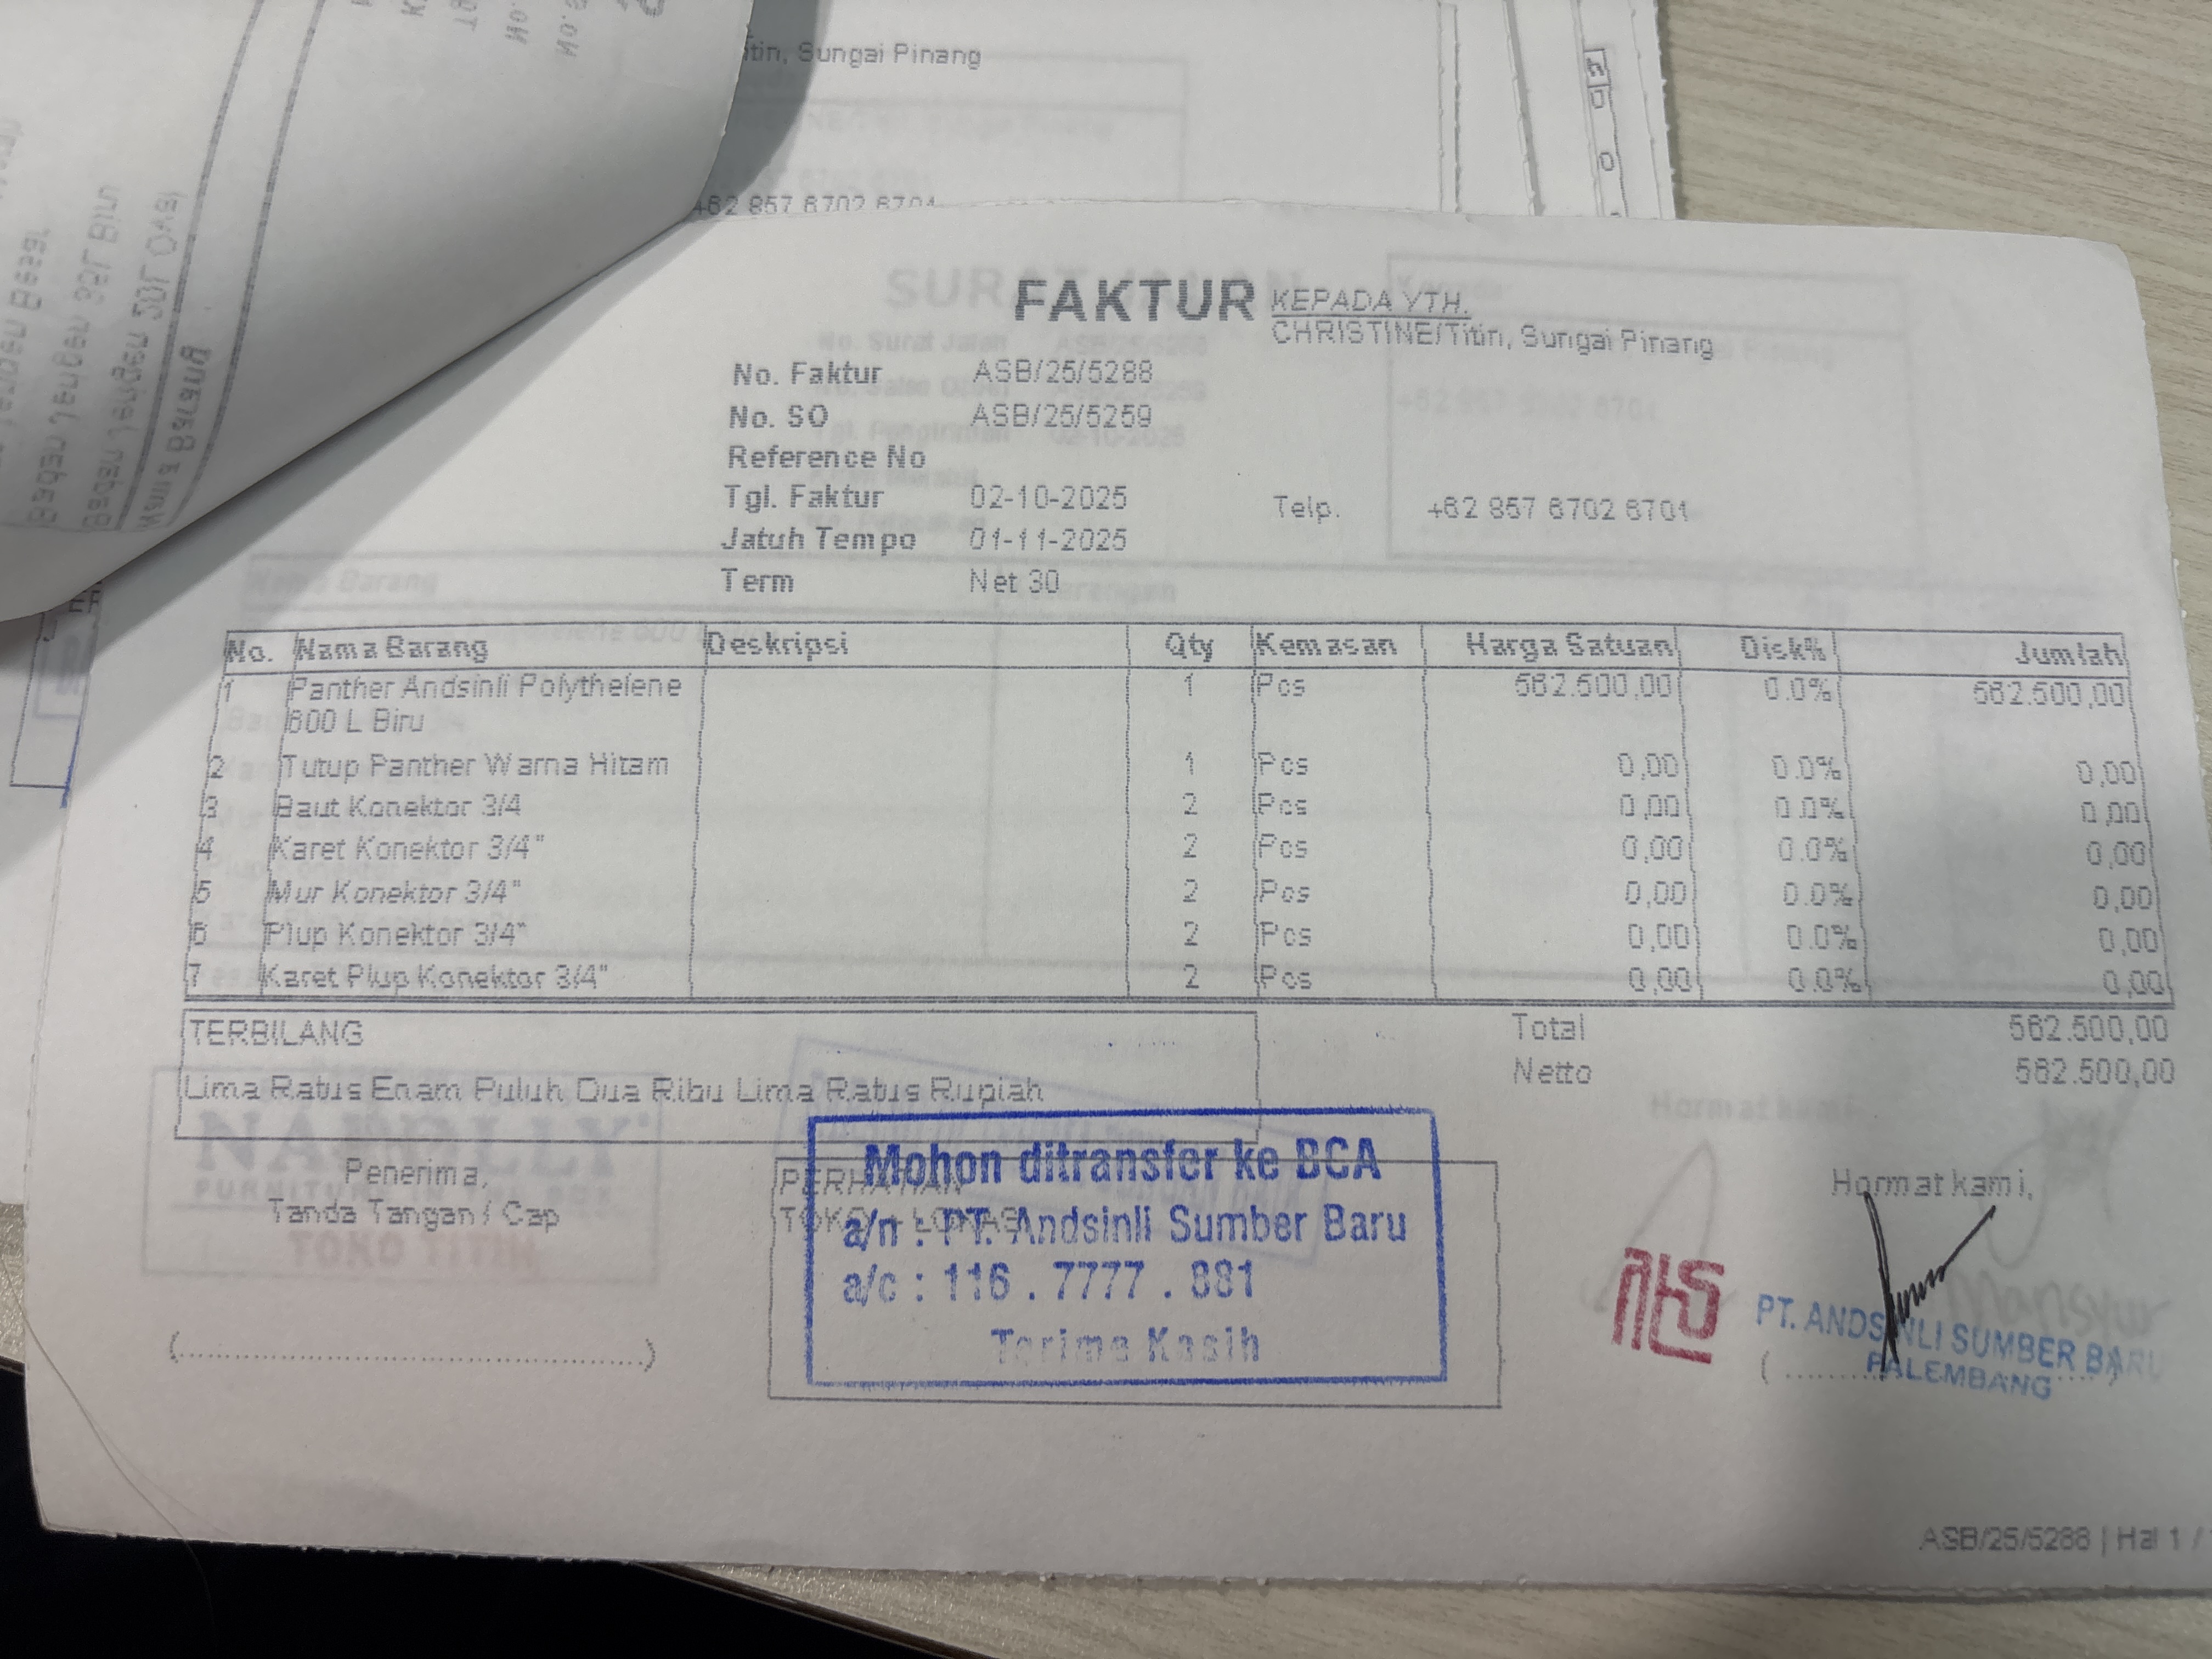 itin, Sungai Pinang
+62 857 6702 6701
FAKTUR
KEPADA YTH.
CHRISTINE/Titin, Sungai Pinang
No. Faktur ASB/25/5288
No. SO ASB/25/5259
Reference No
Tgl. Faktur 02-10-2025
Telp. +62 857 6702 6701
Jatuh Tempo 01-11-2025
Term Net 30
No. Nama Barang Deskripsi Qty Kemasan Harga Satuan Disk% Jumlah
1 Panther Andsinli Polythelene 1 Pcs 562.500,00 0.0% 562.500,00
600 L Biru
2 Tutup Panther Warna Hitam 1 Pcs 0,00 0.0% 0,00
3 Baut Konektor 3/4 2 Pcs 0,00 0.0% 0,00
4 Karet Konektor 3/4" 2 Pcs 0,00 0.0% 0,00
5 Mur Konektor 3/4" 2 Pcs 0,00 0.0% 0,00
6 Plup Konektor 3/4" 2 Pcs 0,00 0.0% 0,00
7 Karet Plup Konektor 3/4" 2 Pcs 0,00 0.0% 0,00
TERBILANG
Total 562.500,00
Netto 562.500,00
Lima Ratus Enam Puluh Dua Ribu Lima Ratus Rupiah
Penerima,
Tanda Tangan / Cap
PERHATIAN
TOKO + LUNAS
Mohon ditransfer ke BCA
a/n : PT. Andsinli Sumber Baru
a/c : 116 . 7777 . 881
Terima Kasih
Hormat kami,
PT. ANDSINLI SUMBER BARU
PALEMBANG
ASB/25/5288 | Hal 1 /